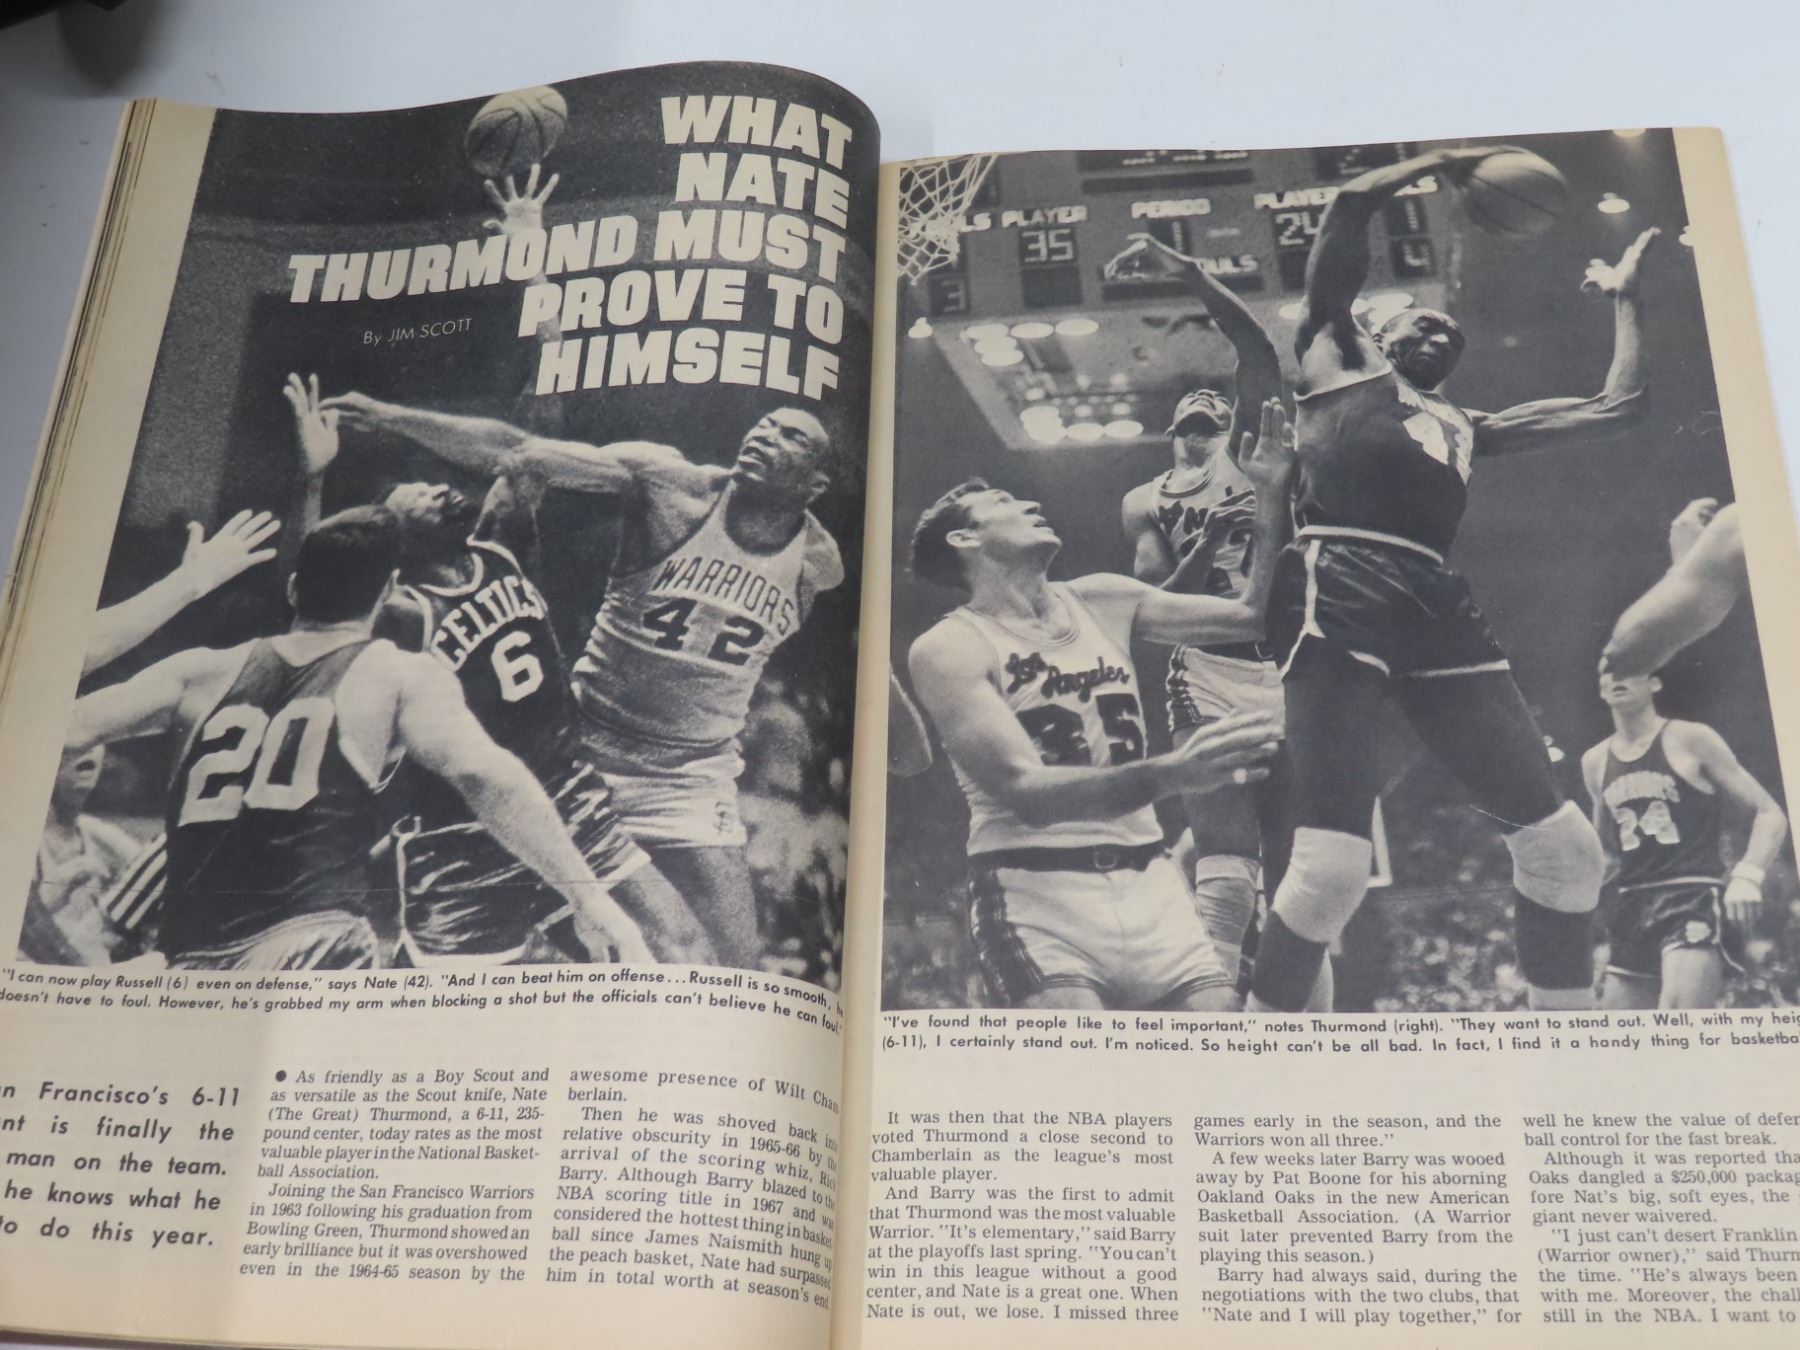 WHAT
NATE
THURMOND MUST
PROVE TO
HIMSELF
By JIM SCOTT
WARRIORS
42
CELTICS
6
20
"I can now play Russell (6) even on defense," says Nate (42). "And I can beat him on offense...Russell is so smooth,
doesn't have to foul. However, he's grabbed my arm when blocking a shot but the officials can't believe he can foul."
Francisco's 6-11
is finally the
man on the team.
he knows what he
to do this year.
● As friendly as a Boy Scout and
as versatile as the Scout knife, Nate
(The Great) Thurmond, a 6-11, 235-
pound center, today rates as the most
valuable player in the National Basket-
ball Association.
Joining the San Francisco Warriors
in 1963 following his graduation from
Bowling Green, Thurmond showed an
early brilliance but it was overshowed
even in the 1964-65 season by the
awesome presence of Wilt Cham
berlain.
Then he was shoved back into
relative obscurity in 1965-66 by the
arrival of the scoring whiz, Rick
Barry. Although Barry blazed to the
NBA scoring title in 1967 and was
considered the hottest thing in basket-
ball since James Naismith hung up
the peach basket, Nate had surpassed
him in total worth at season's end.
PLAYER
35
PERIOD
PLAYER
24
Los Angeles
35
24
"I've found that people like to feel important," notes Thurmond (right). "They want to stand out. Well, with my heig
(6-11), I certainly stand out. I'm noticed. So height can't be all bad. In fact, I find it a handy thing for basketba
It was then that the NBA players
voted Thurmond a close second to
Chamberlain as the league's most
valuable player.
And Barry was the first to admit
that Thurmond was the most valuable
Warrior. "It's elementary," said Barry
at the playoffs last spring. "You can't
win in this league without a good
center, and Nate is a great one. When
Nate is out, we lose. I missed three
games early in the season, and the
Warriors won all three."
A few weeks later Barry was wooed
away by Pat Boone for his aborning
Oakland Oaks in the new American
Basketball Association. (A Warrior
suit later prevented Barry from the
playing this season.)
Barry had always said, during the
negotiations with the two clubs, that
"Nate and I will play together," for
well he knew the value of defen
ball control for the fast break.
Although it was reported tha
Oaks dangled a $250,000 packag
fore Nat's big, soft eyes, the
giant never waivered.
"I just can't desert Franklin
(Warrior owner)," said Thurm
the time. "He's always been
with me. Moreover, the chall
still in the NBA. I want to